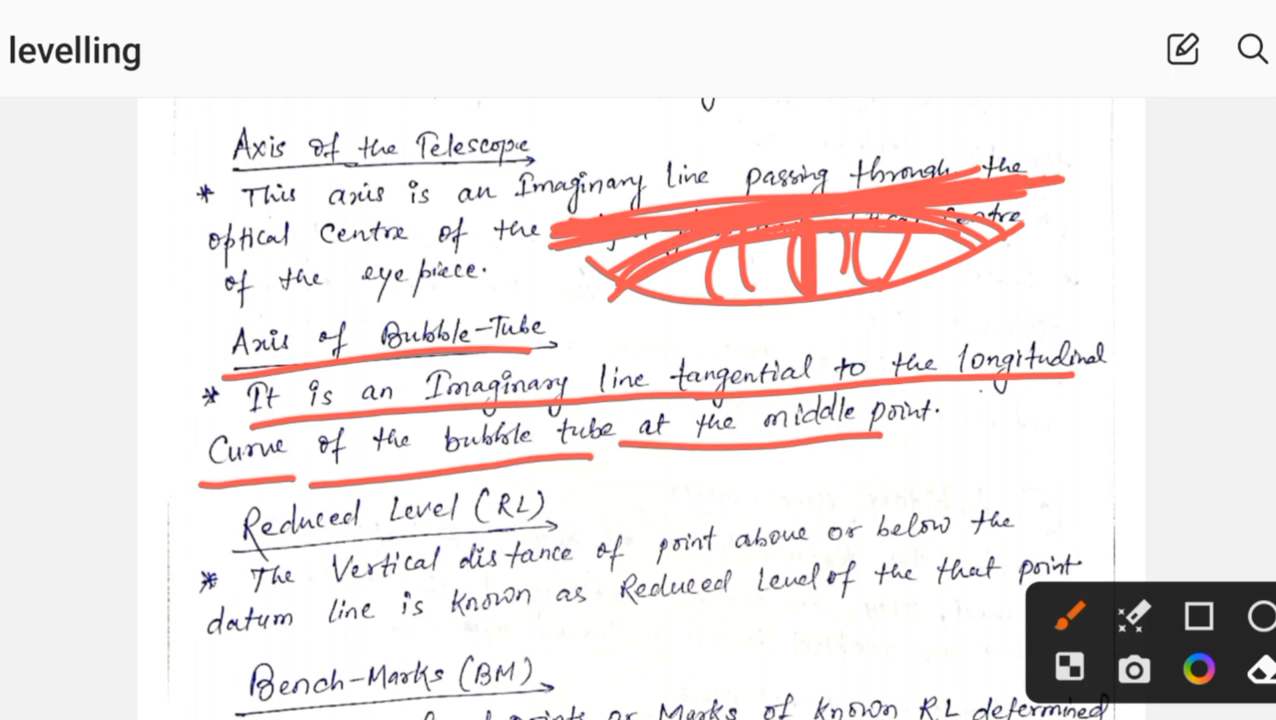 levelling
Axis of the Telescope
* This axis is an Imaginary line passing through the
optical Centre of the
of the eye piece.
Axis of Bubble-Tube
* It is an Imaginary line tangential to the longitudinal
Curve of the bubble tube at the middle point.
Reduced Level (RL)
* The Vertical distance of point above or below the
datum line is known as Reduced Level of the that point
Bench-Marks (BM)
or Marks of known RL determined